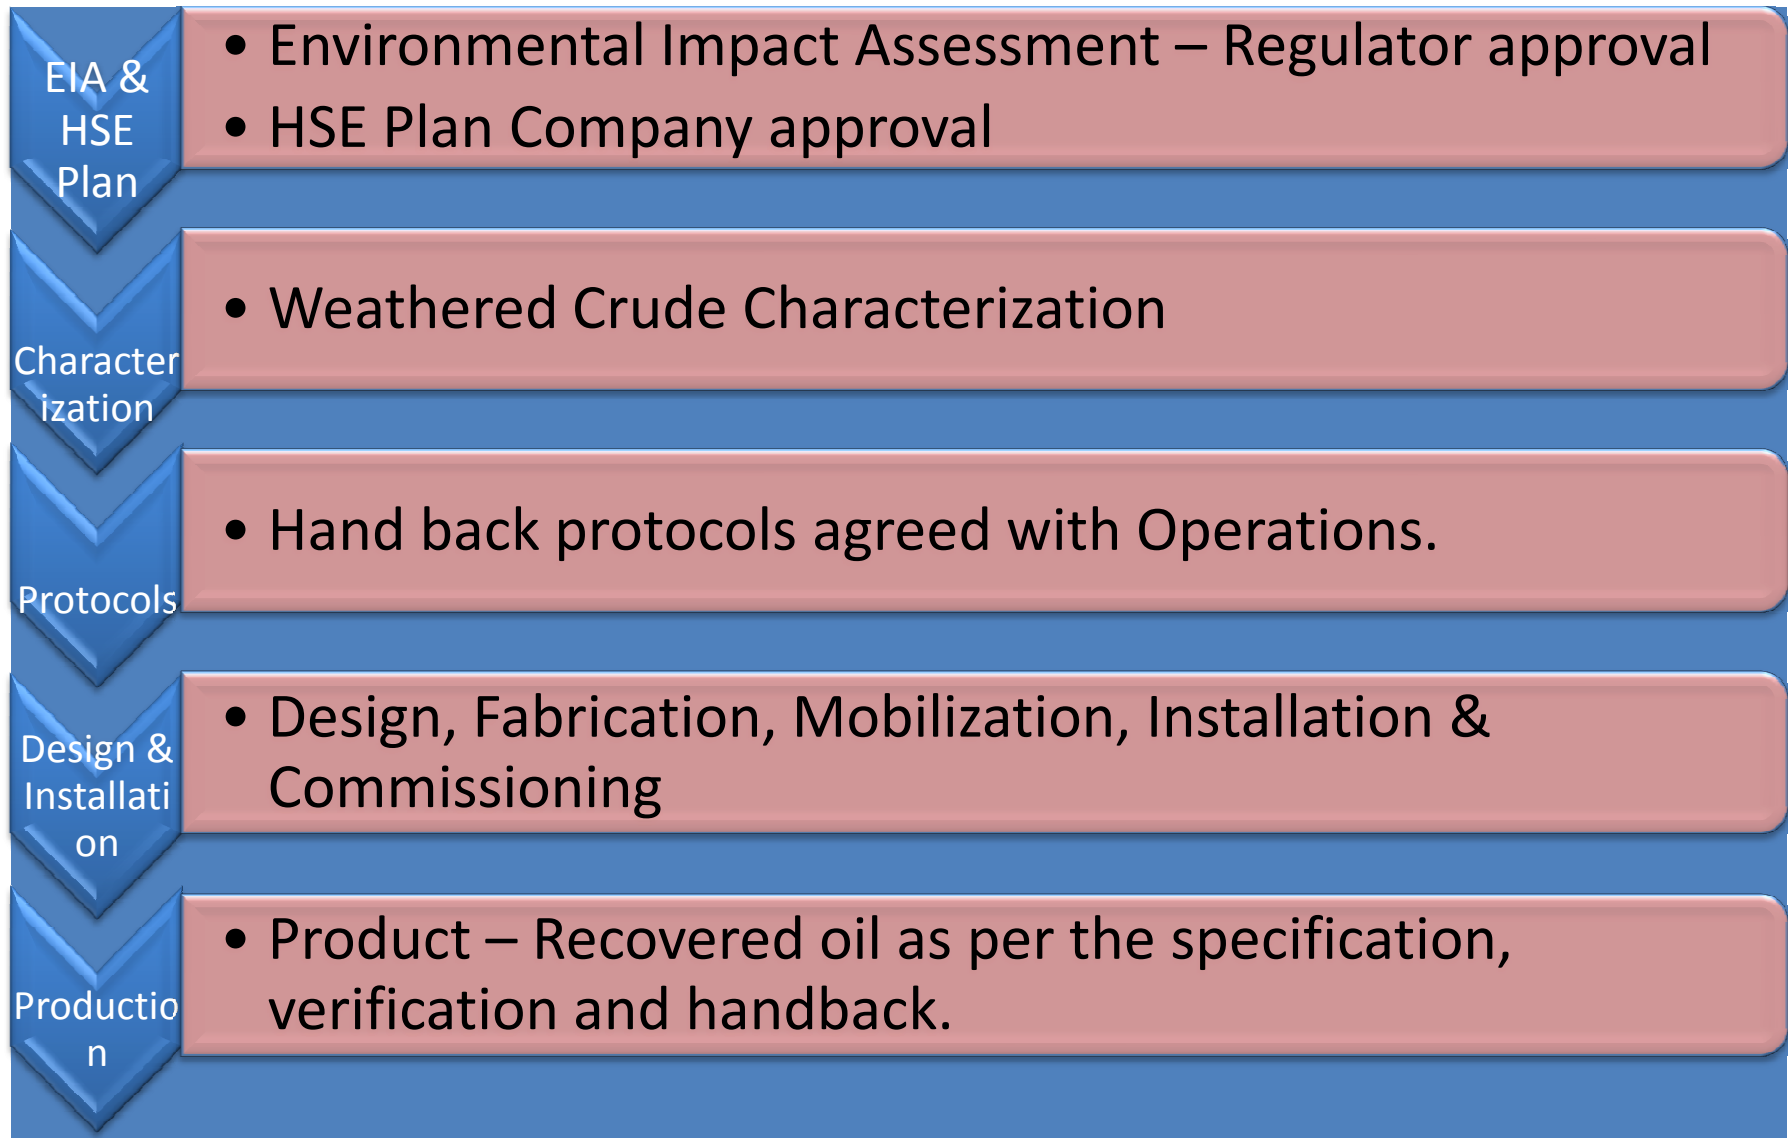 EIA &
HSE
Plan
• Environmental Impact Assessment – Regulator approval
• HSE Plan Company approval
Character
ization
• Weathered Crude Characterization
Protocols
• Hand back protocols agreed with Operations.
Design &
Installati
on
• Design, Fabrication, Mobilization, Installation &
Commissioning
Productio
n
• Product – Recovered oil as per the specification,
verification and handback.